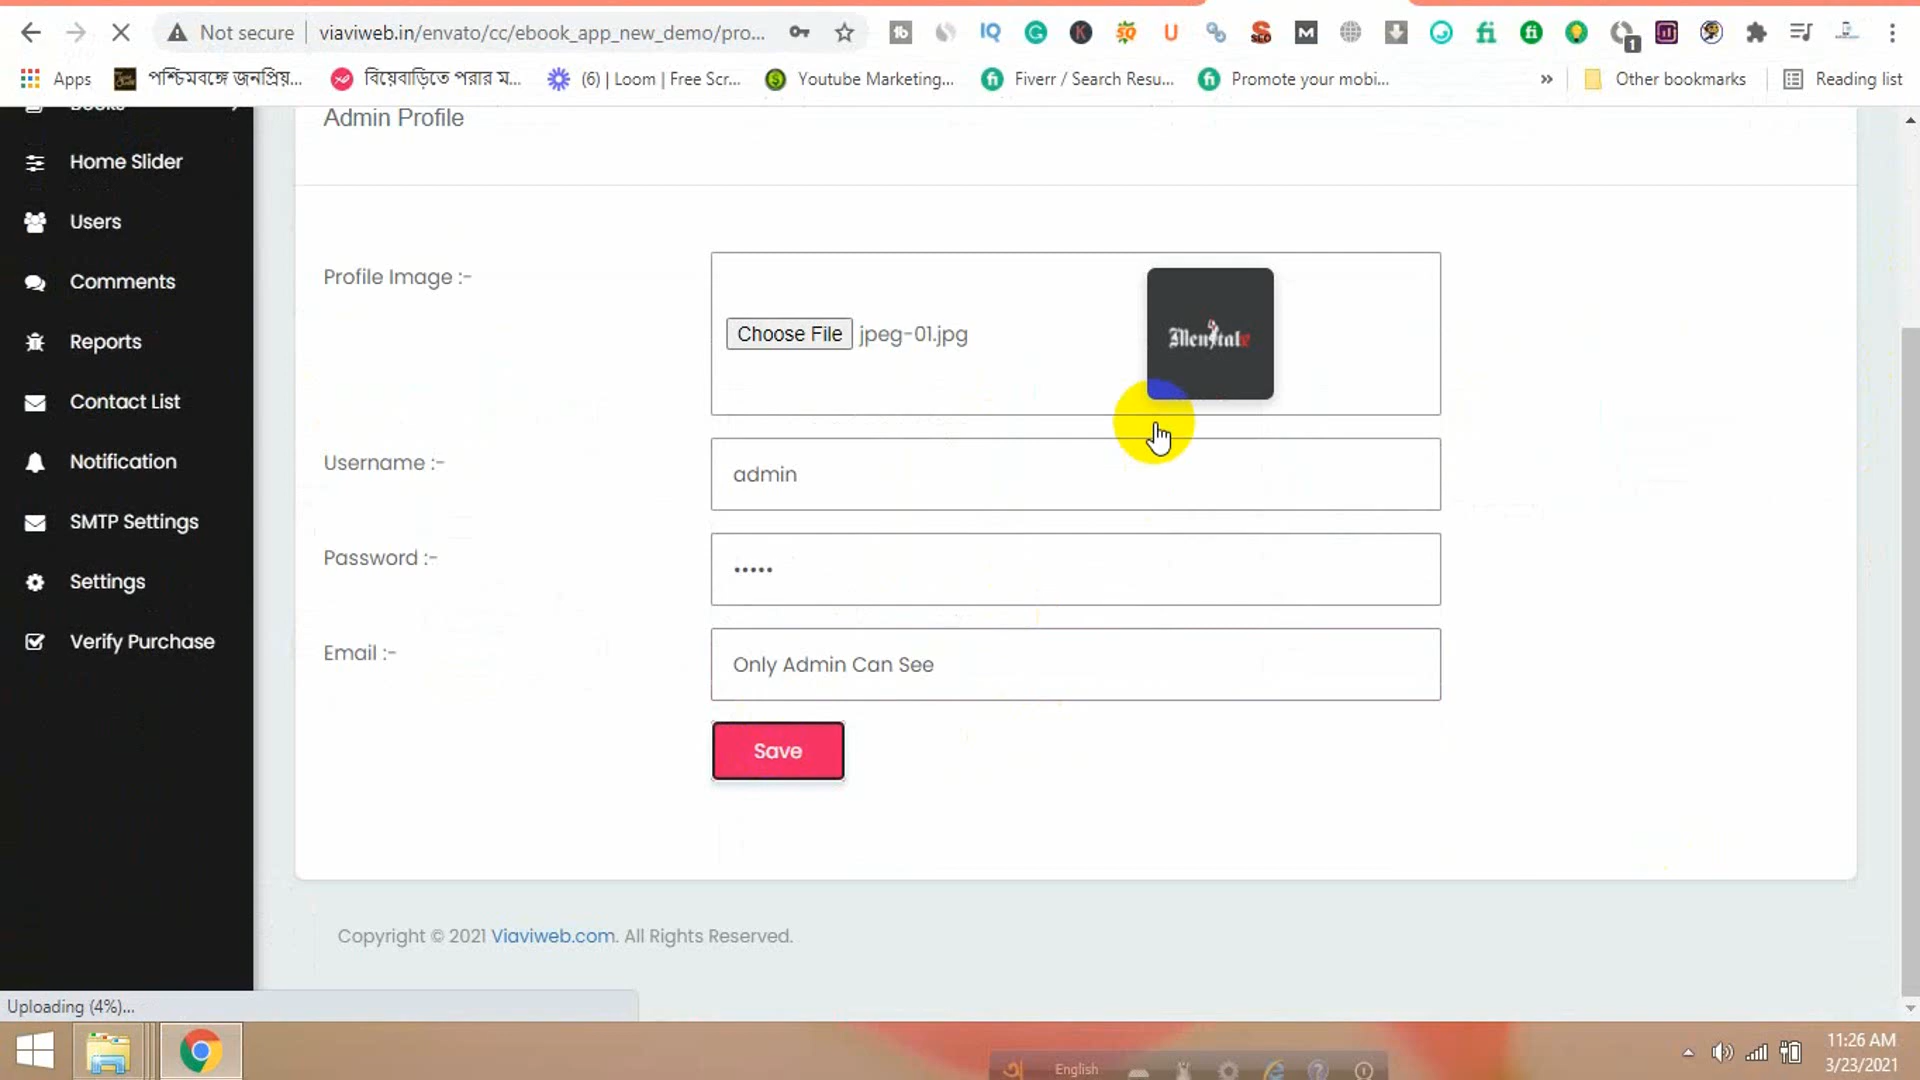 Not secure
viaviweb.in/envato/cc/ebook_app_new_demo/pro...
Apps
পশ্চিমবঙ্গে জনপ্রিয়...
বিয়েবাড়িতে পরার ম...
(6) | Loom | Free Scr...
Youtube Marketing...
Fiverr / Search Resu...
Promote your mobi...
»
Other bookmarks
Reading list
Books
Home Slider
Users
Comments
Reports
Contact List
Notification
SMTP Settings
Settings
Verify Purchase
Admin Profile
Profile Image :-
Choose File jpeg-01.jpg
Username :-
admin
Password :-
•••••
Email :-
Only Admin Can See
Save
Copyright © 2021 Viaviweb.com. All Rights Reserved.
Uploading (4%)...
English
11:26 AM
3/23/2021